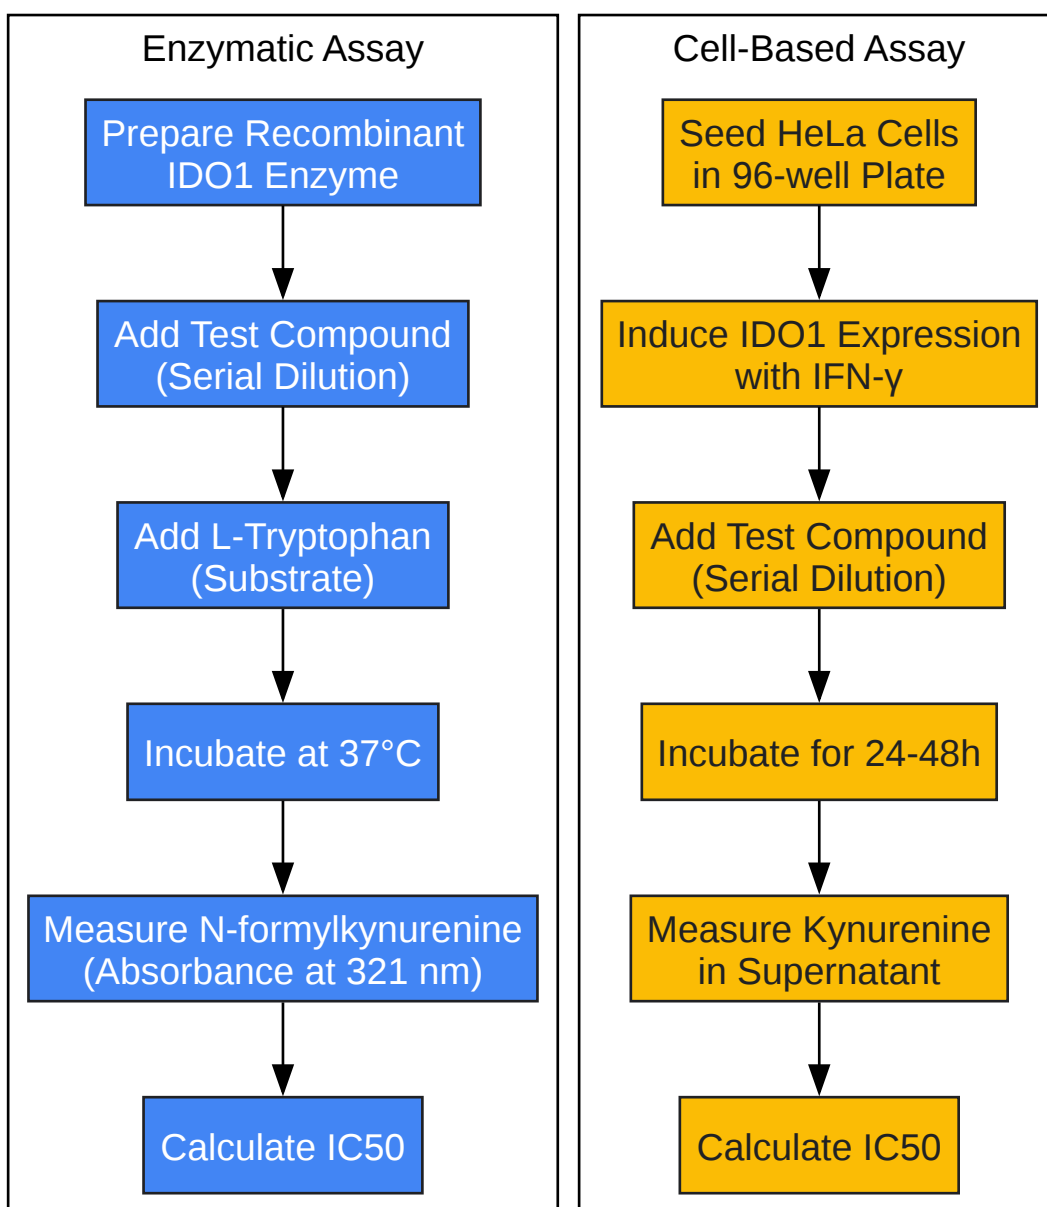 Enzymatic Assay
Prepare Recombinant
IDO1 Enzyme
Add Test Compound
(Serial Dilution)
Add L-Tryptophan
(Substrate)
Incubate at 37°C
Measure N-formylkynurenine
(Absorbance at 321 nm)
Calculate IC50
Cell-Based Assay
Seed HeLa Cells
in 96-well Plate
Induce IDO1 Expression
with IFN-γ
Add Test Compound
(Serial Dilution)
Incubate for 24-48h
Measure Kynurenine
in Supernatant
Calculate IC50